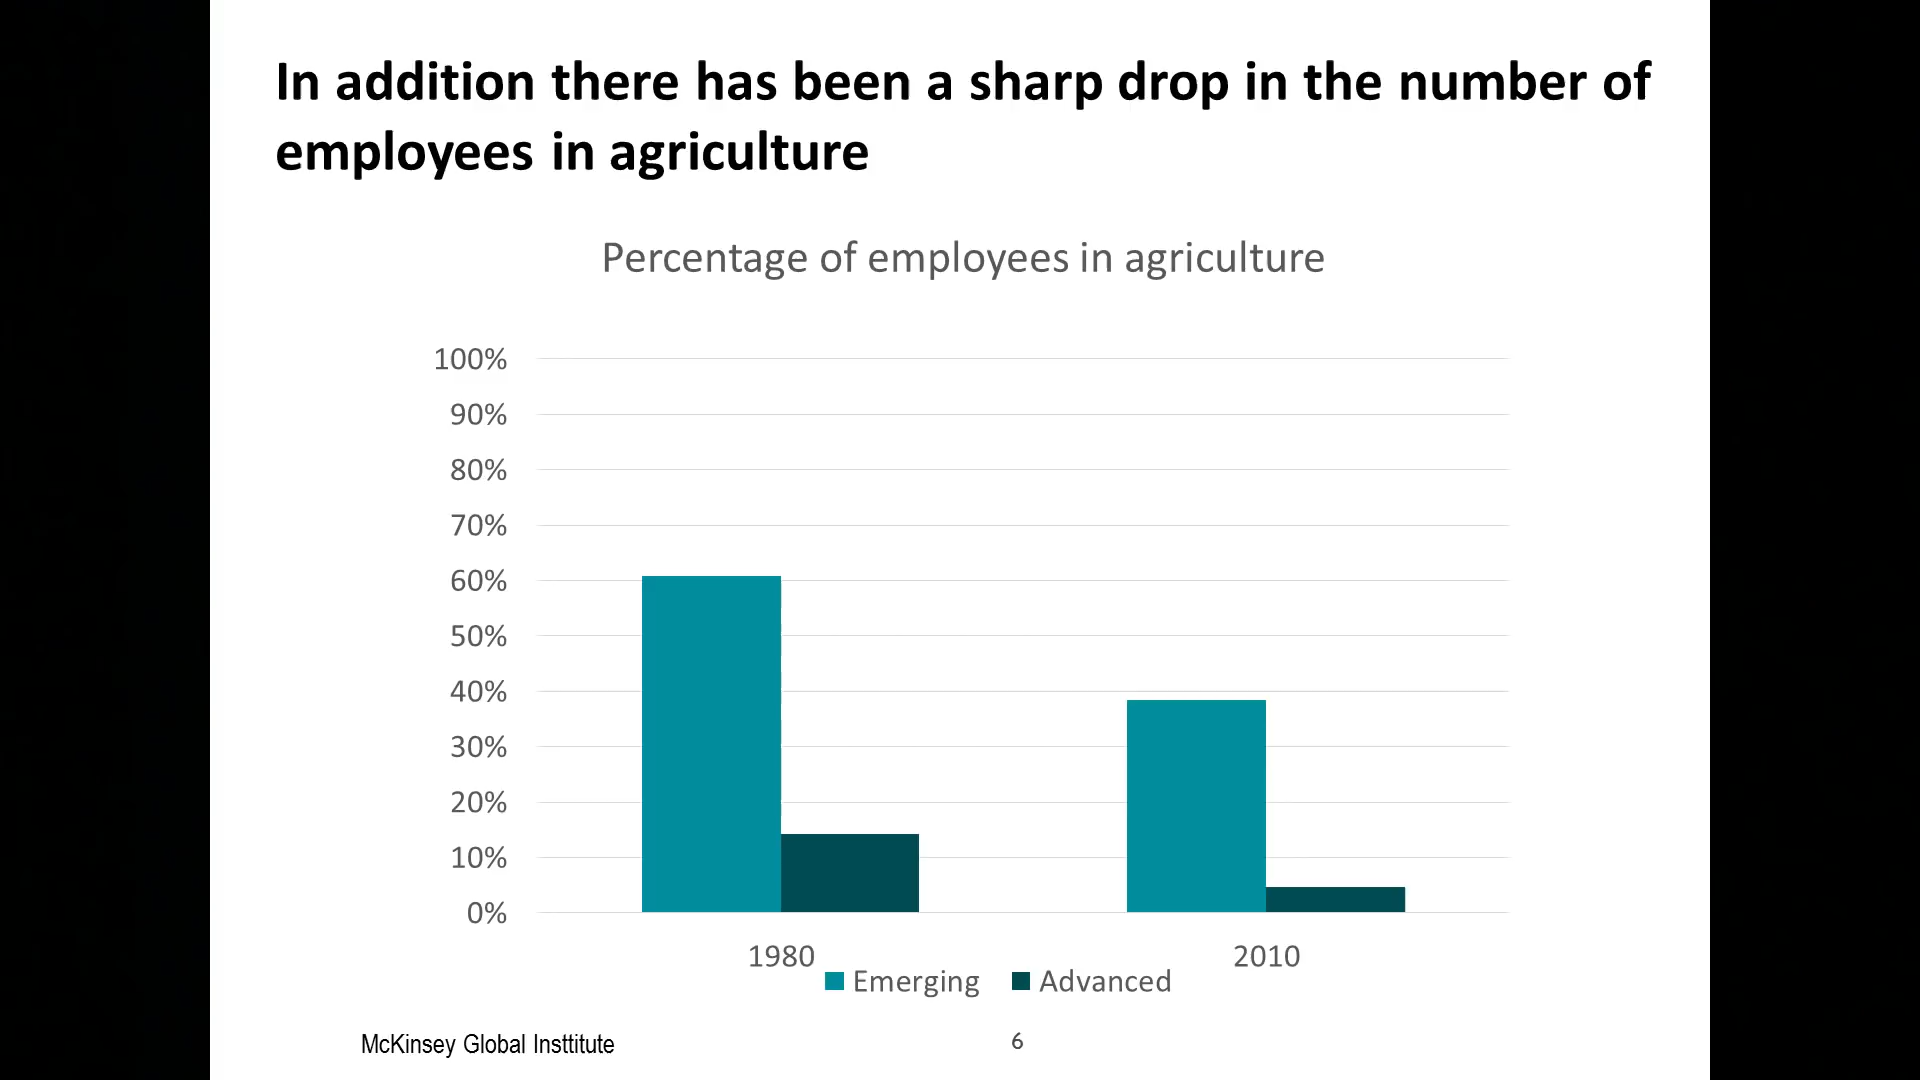 In addition there has been a sharp drop in the number of
employees in agriculture
Percentage of employees in agriculture
100%
90%
80%
70%
60%
50%
40%
30%
20%
10%
0%
1980
2010
Emerging
Advanced
McKinsey Global Insttitute
6